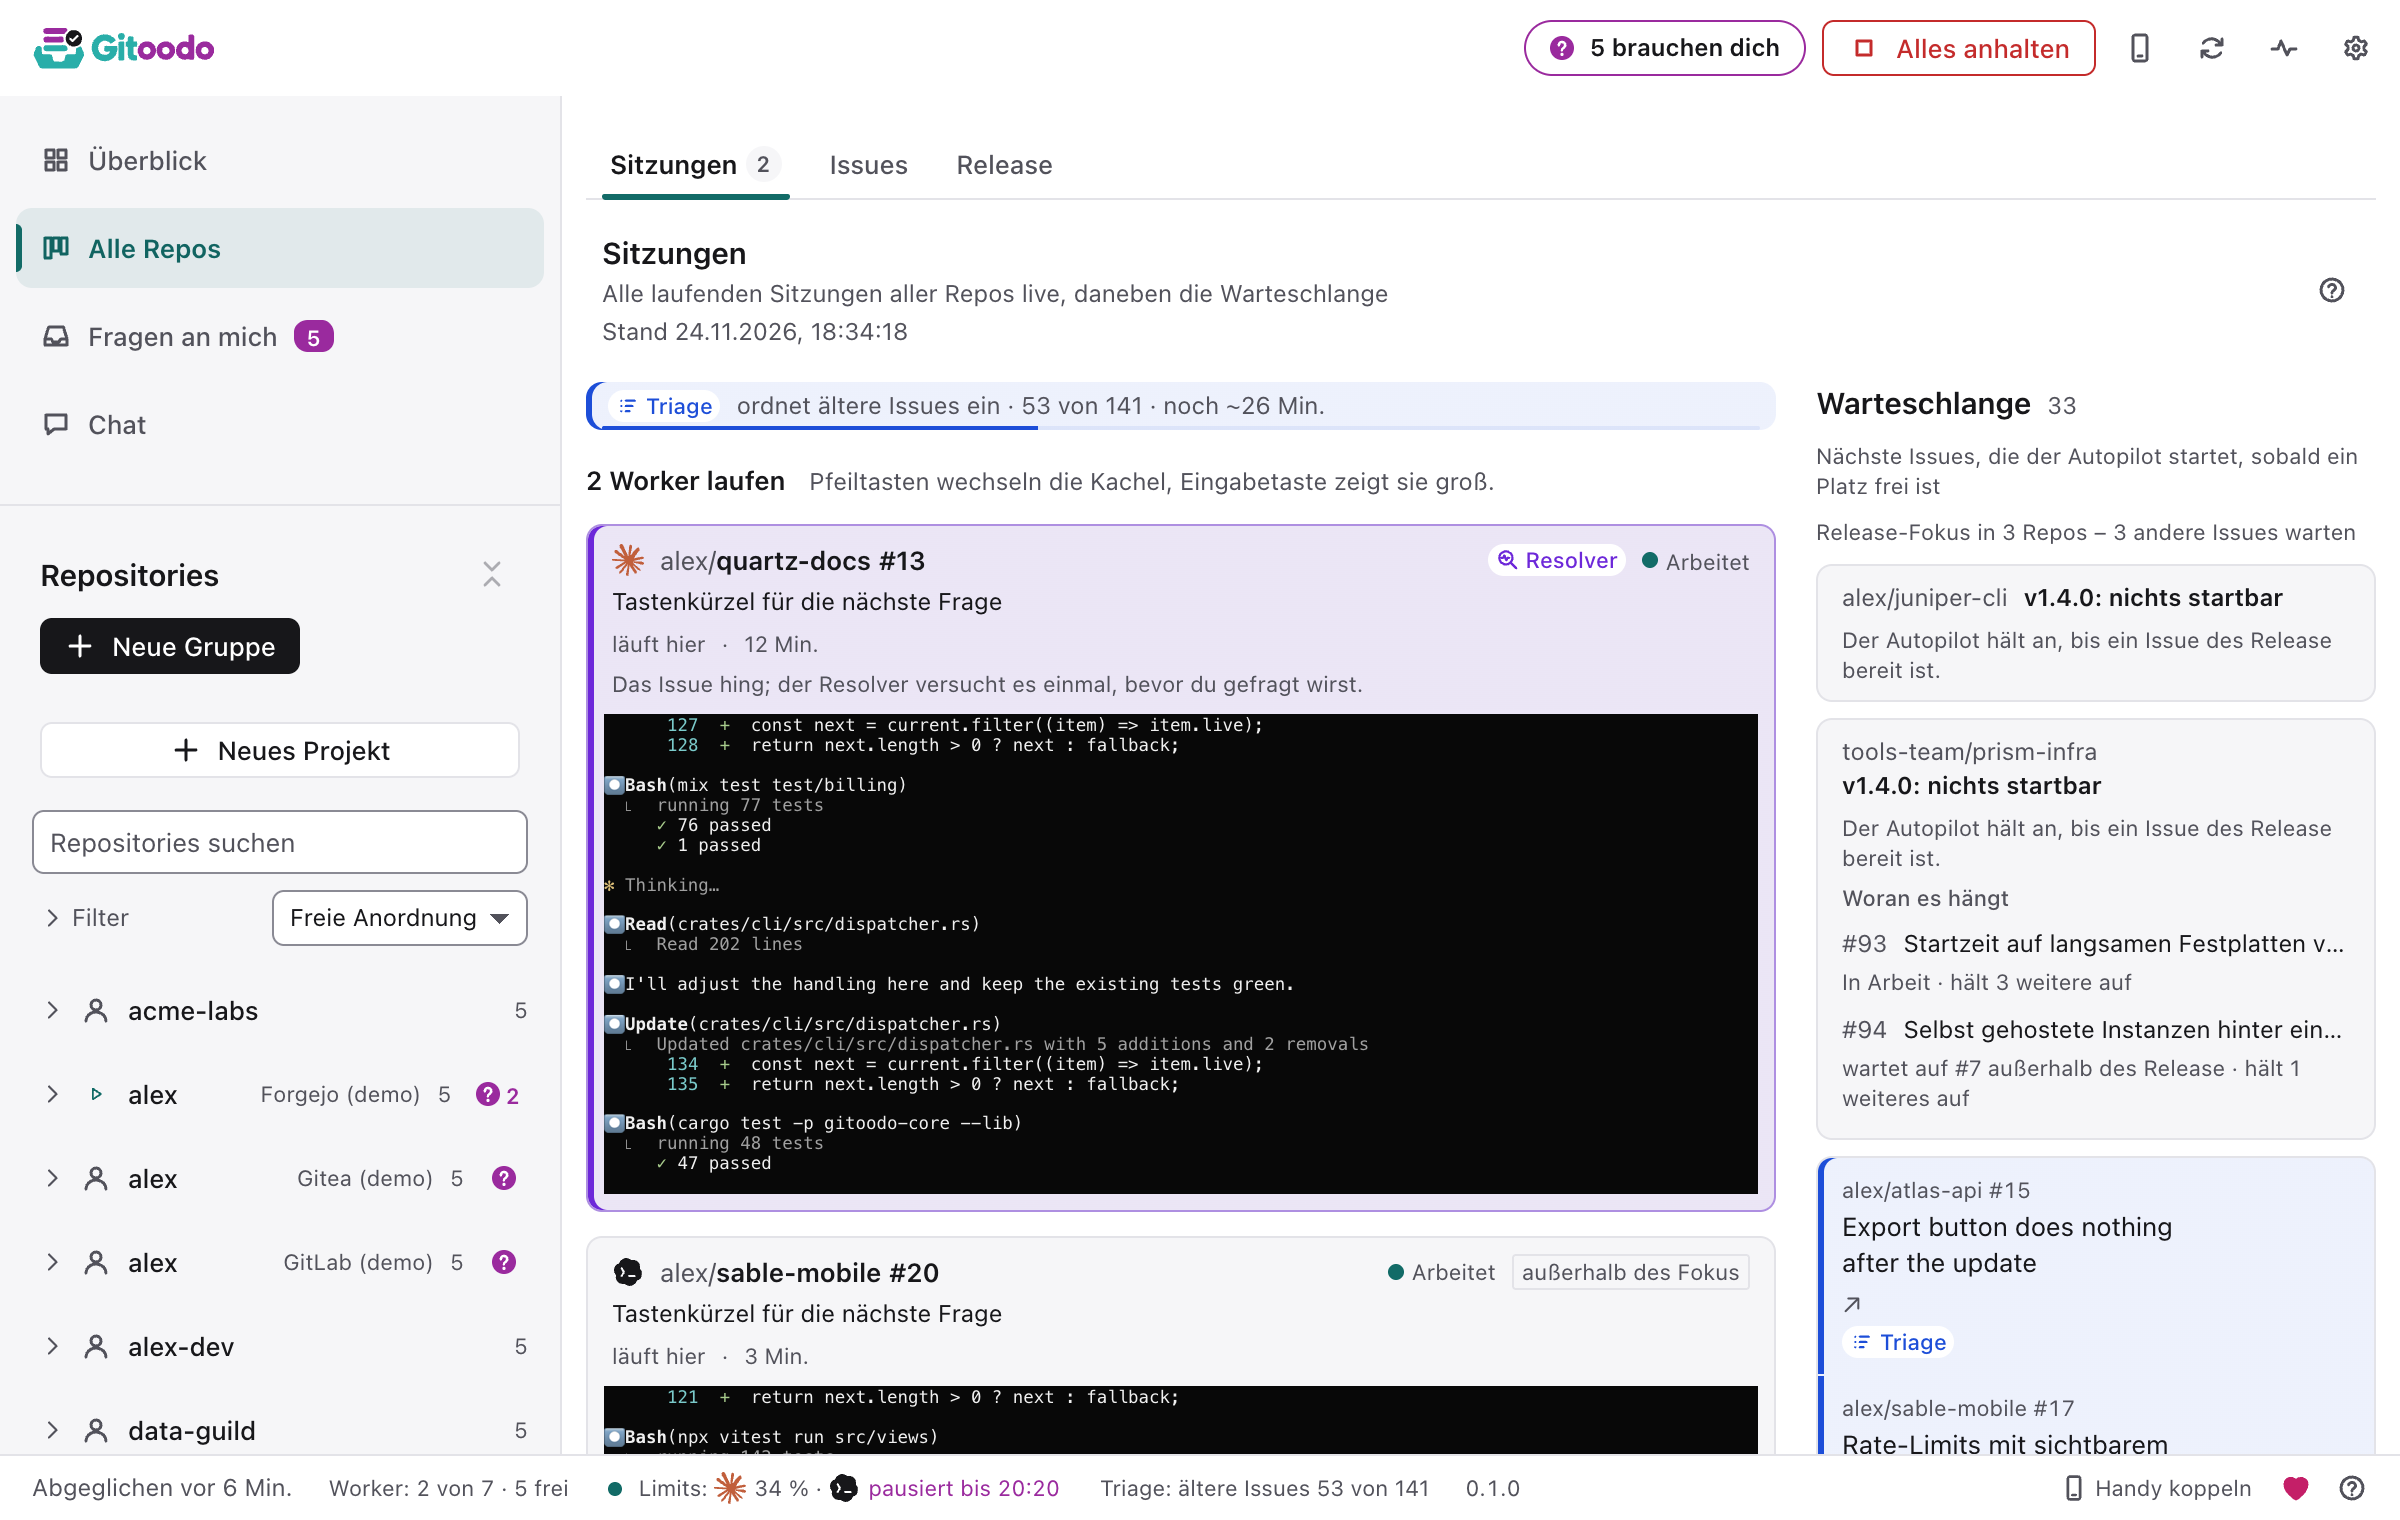 Gitoodo
5 brauchen dich
Alles anhalten
Überblick
Alle Repos
Fragen an mich 5
Chat
Repositories
Neue Gruppe
Neues Projekt
Repositories suchen
Filter
Freie Anordnung
acme-labs 5
alex Forgejo (demo) 5 ? 2
alex Gitea (demo) 5 ?
alex GitLab (demo) 5 ?
alex-dev 5
data-guild 5
Sitzungen 2 Issues Release
Sitzungen
Alle laufenden Sitzungen aller Repos live, daneben die Warteschlange
Stand 24.11.2026, 18:34:18
Triage ordnet ältere Issues ein · 53 von 141 · noch ~26 Min.
2 Worker laufen Pfeiltasten wechseln die Kachel, Eingabetaste zeigt sie groß.
alex/quartz-docs #13 Resolver Arbeitet
Tastenkürzel für die nächste Frage
läuft hier · 12 Min.
Das Issue hing; der Resolver versucht es einmal, bevor du gefragt wirst.
127 + const next = current.filter((item) => item.live);
128 + return next.length > 0 ? next : fallback;
Bash(mix test test/billing)
└ running 77 tests
✓ 76 passed
✓ 1 passed
✻ Thinking…
Read(crates/cli/src/dispatcher.rs)
└ Read 202 lines
I'll adjust the handling here and keep the existing tests green.
Update(crates/cli/src/dispatcher.rs)
└ Updated crates/cli/src/dispatcher.rs with 5 additions and 2 removals
134 + const next = current.filter((item) => item.live);
135 + return next.length > 0 ? next : fallback;
Bash(cargo test -p gitoodo-core --lib)
└ running 48 tests
✓ 47 passed
alex/sable-mobile #20 Arbeitet außerhalb des Fokus
Tastenkürzel für die nächste Frage
läuft hier · 3 Min.
121 + return next.length > 0 ? next : fallback;
Bash(npx vitest run src/views)
Warteschlange 33
Nächste Issues, die der Autopilot startet, sobald ein
Platz frei ist
Release-Fokus in 3 Repos – 3 andere Issues warten
alex/juniper-cli v1.4.0: nichts startbar
Der Autopilot hält an, bis ein Issue des Release
bereit ist.
tools-team/prism-infra
v1.4.0: nichts startbar
Der Autopilot hält an, bis ein Issue des Release
bereit ist.
Woran es hängt
#93 Startzeit auf langsamen Festplatten v…
In Arbeit · hält 3 weitere auf
#94 Selbst gehostete Instanzen hinter ein…
wartet auf #7 außerhalb des Release · hält 1
weiteres auf
alex/atlas-api #15
Export button does nothing
after the update
Triage
alex/sable-mobile #17
Rate-Limits mit sichtbarem
Abgeglichen vor 6 Min. Worker: 2 von 7 · 5 frei Limits: 34 % · pausiert bis 20:20 Triage: ältere Issues 53 von 141 0.1.0 Handy koppeln